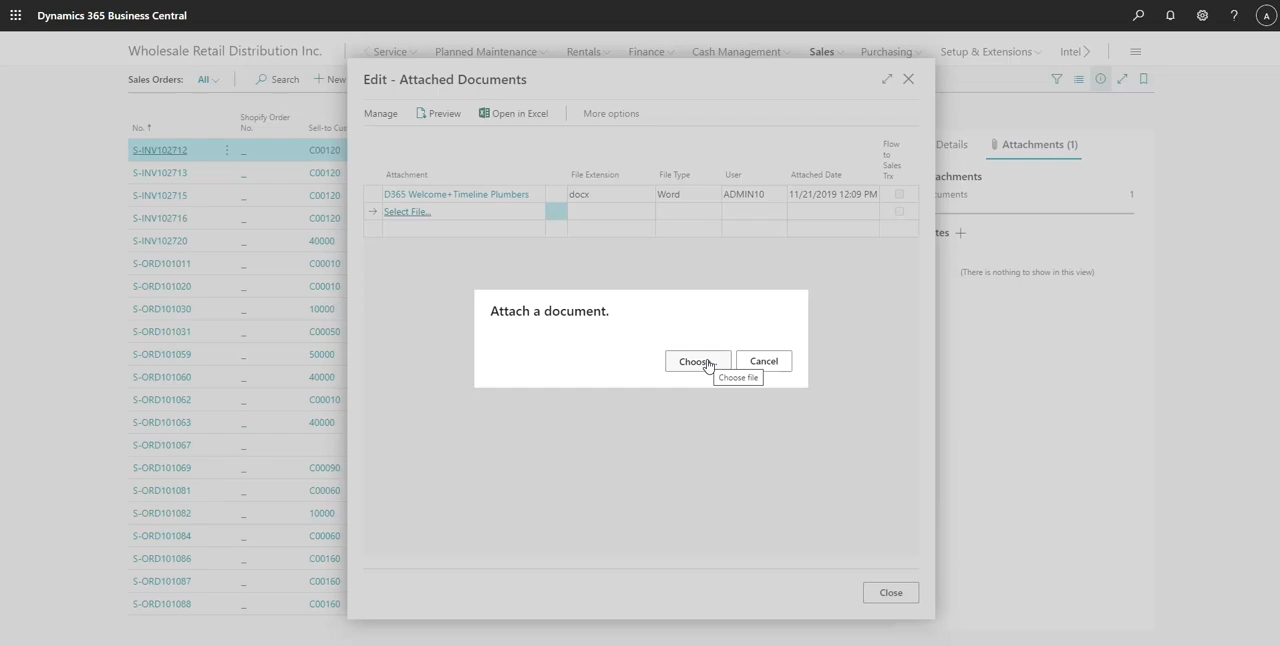 Dynamics 365 Business Central
?
A
Wholesale Retail Distribution Inc.
Service
Planned Maintenance
Rentals
Finance
Cash Management
Sales
Purchasing
Setup & Extensions
Intel
Sales Orders: All
Search
+ New
Edit - Attached Documents
Manage
Preview
Open in Excel
More options
No. ↑
Shopify Order
No.
Sell-to Cus
S-INV102712 _ C00120
S-INV102713 _ C00120
S-INV102715 _ C00120
S-INV102716 _ C00120
S-INV102720 _ 40000
S-ORD101011 _ C00010
S-ORD101020 _ C00010
S-ORD101030 _ 10000
S-ORD101031 _ C00050
S-ORD101059 _ 50000
S-ORD101060 _ 40000
S-ORD101062 _ C00010
S-ORD101063 _ 40000
S-ORD101067 _
S-ORD101069 _ C00090
S-ORD101081 _ C00060
S-ORD101082 _ 10000
S-ORD101084 _ C00060
S-ORD101086 _ C00160
S-ORD101087 _ C00160
S-ORD101088 _ C00160
Attachment
File Extension
File Type
User
Attached Date
Flow
to
Sales
Trx
D365 Welcome+Timeline Plumbers docx Word ADMIN10 11/21/2019 12:09 PM
→ Select File...
Attach a document.
Cancel
Choose file
Close
Details
Attachments (1)
achments
cuments 1
tes +
(There is nothing to show in this view)